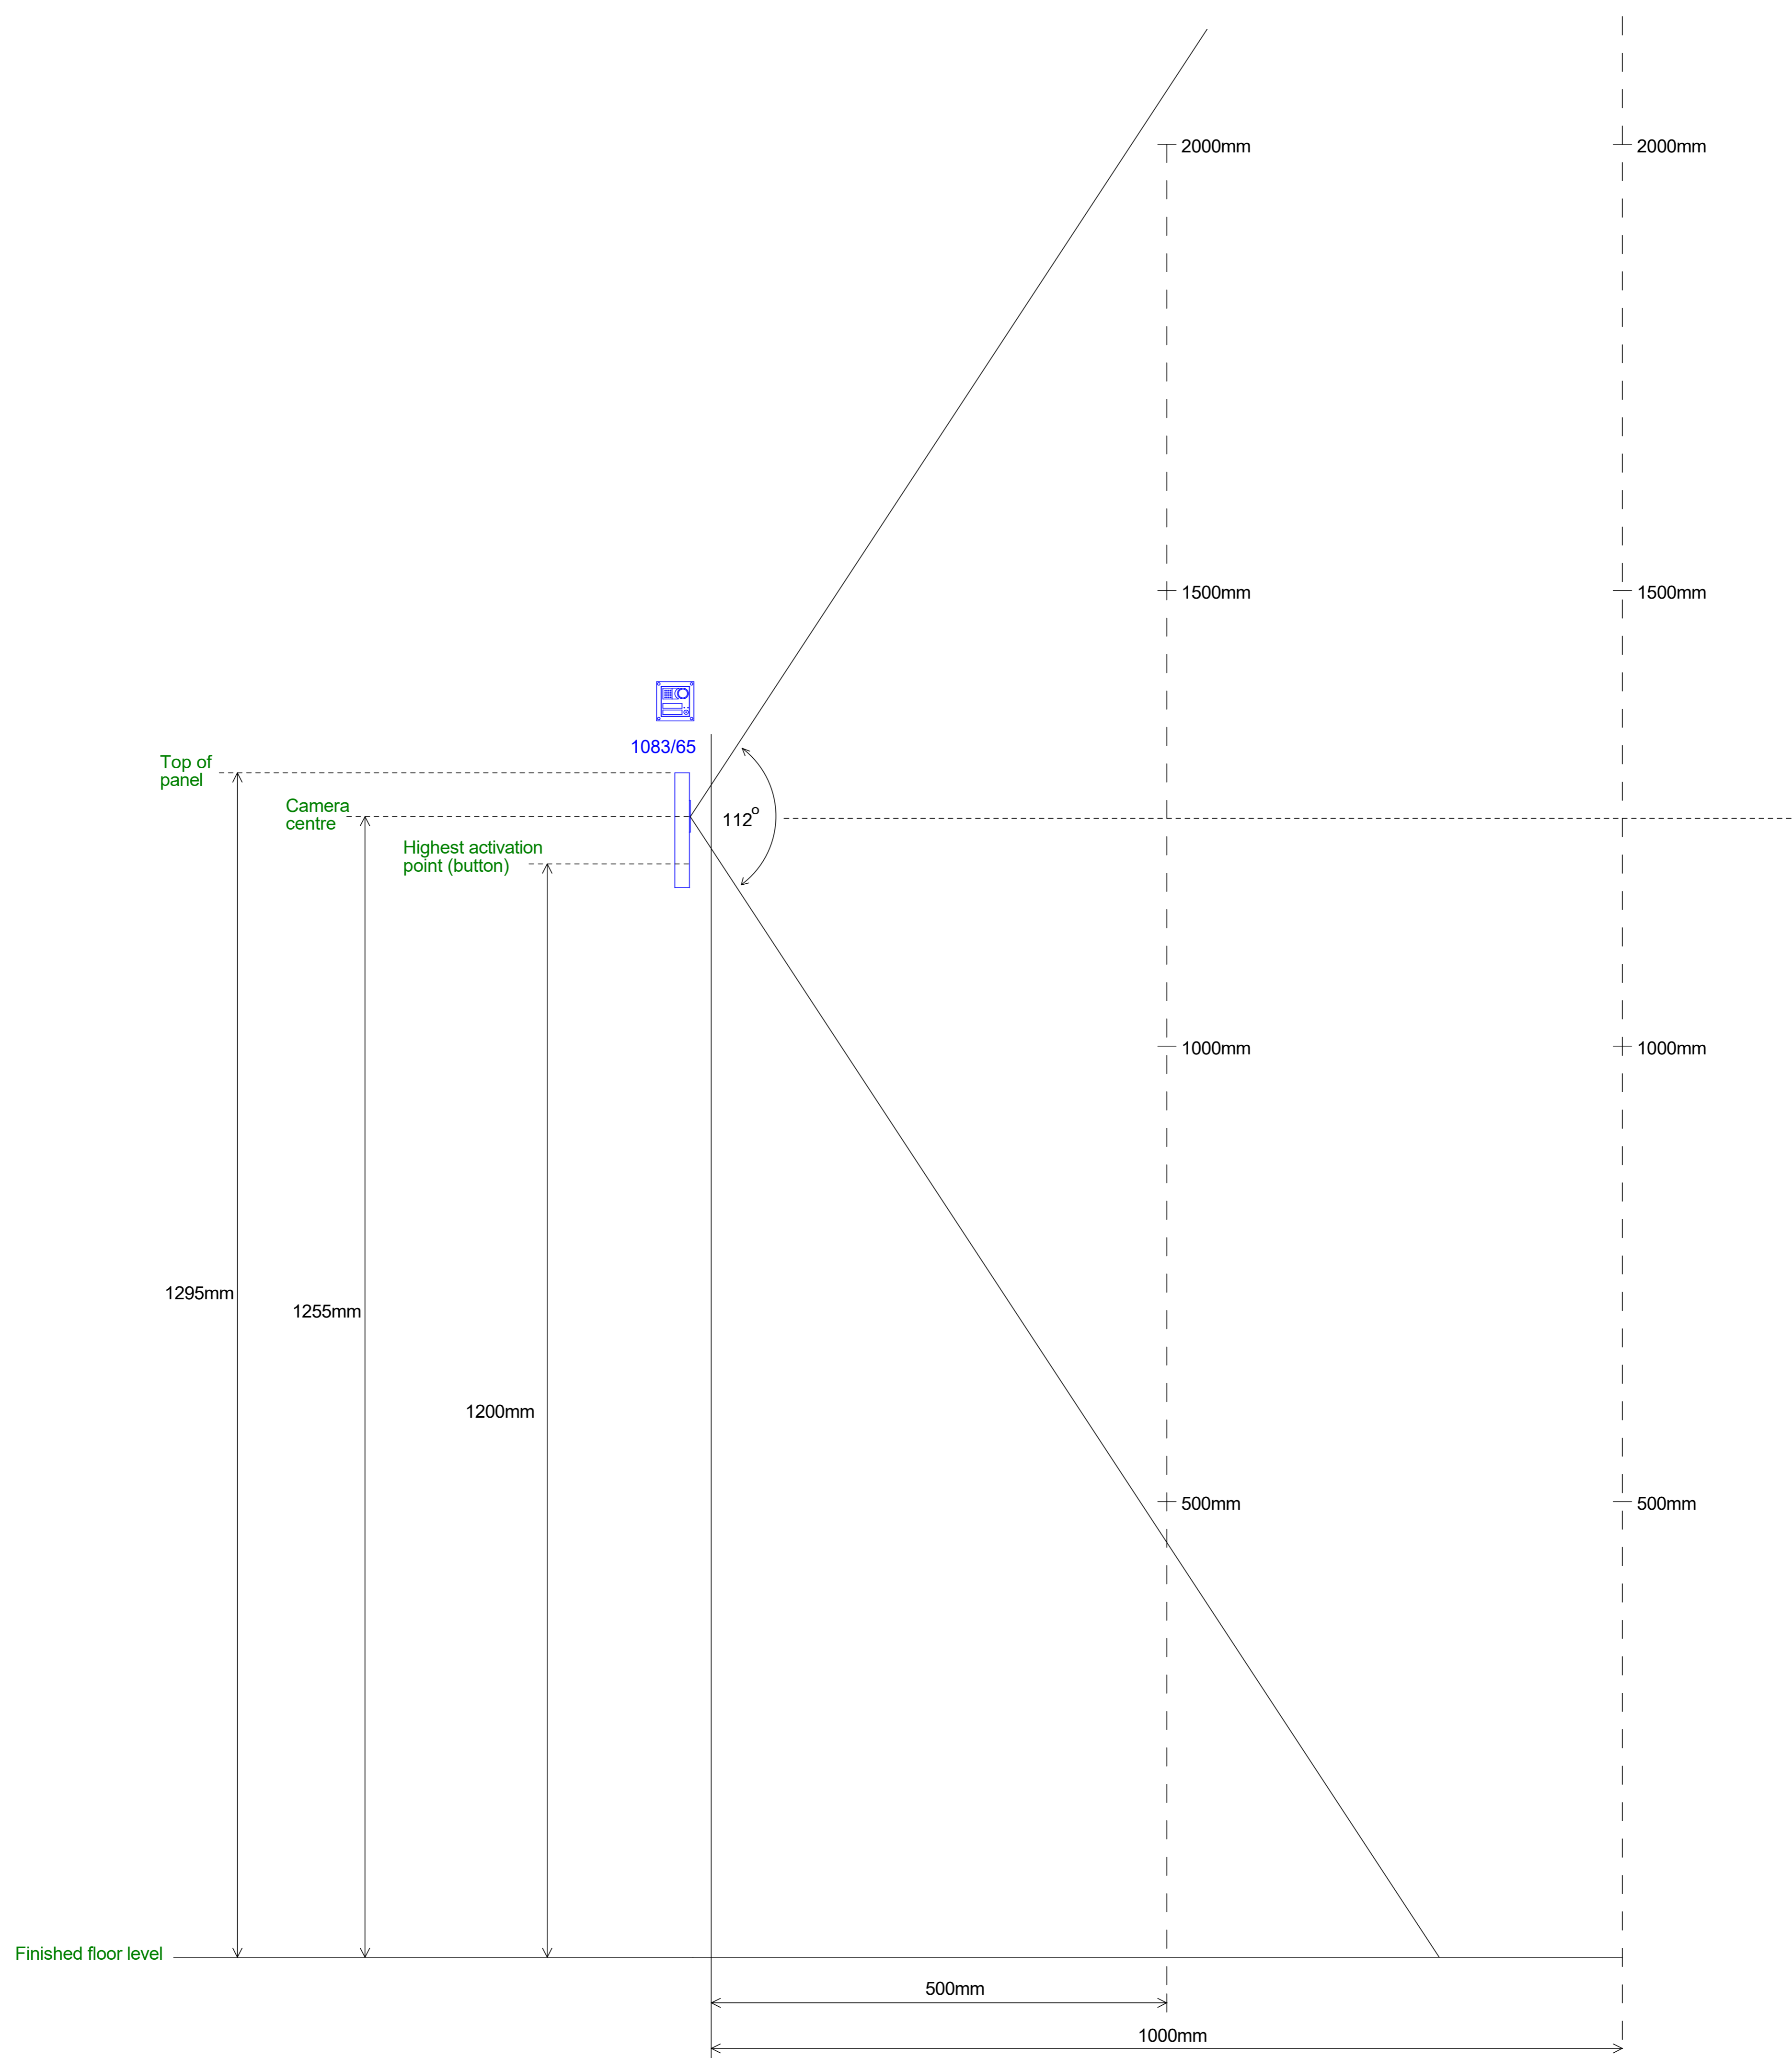 2000mm
2000mm
1500mm
1500mm
1083/65
Top of
panel
Camera
centre
112°
Highest activation
point (button)
1000mm
1000mm
1295mm
1255mm
1200mm
500mm
500mm
Finished floor level
500mm
1000mm